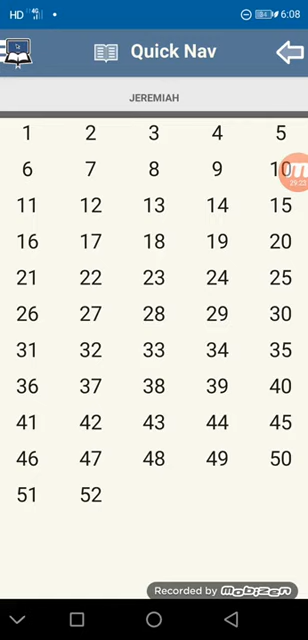 HD 4G 6:08
Quick Nav
JEREMIAH
1 2 3 4 5
6 7 8 9 10
11 12 13 14 15
16 17 18 19 20
21 22 23 24 25
26 27 28 29 30
31 32 33 34 35
36 37 38 39 40
41 42 43 44 45
46 47 48 49 50
51 52
29:23
Recorded by mobizen